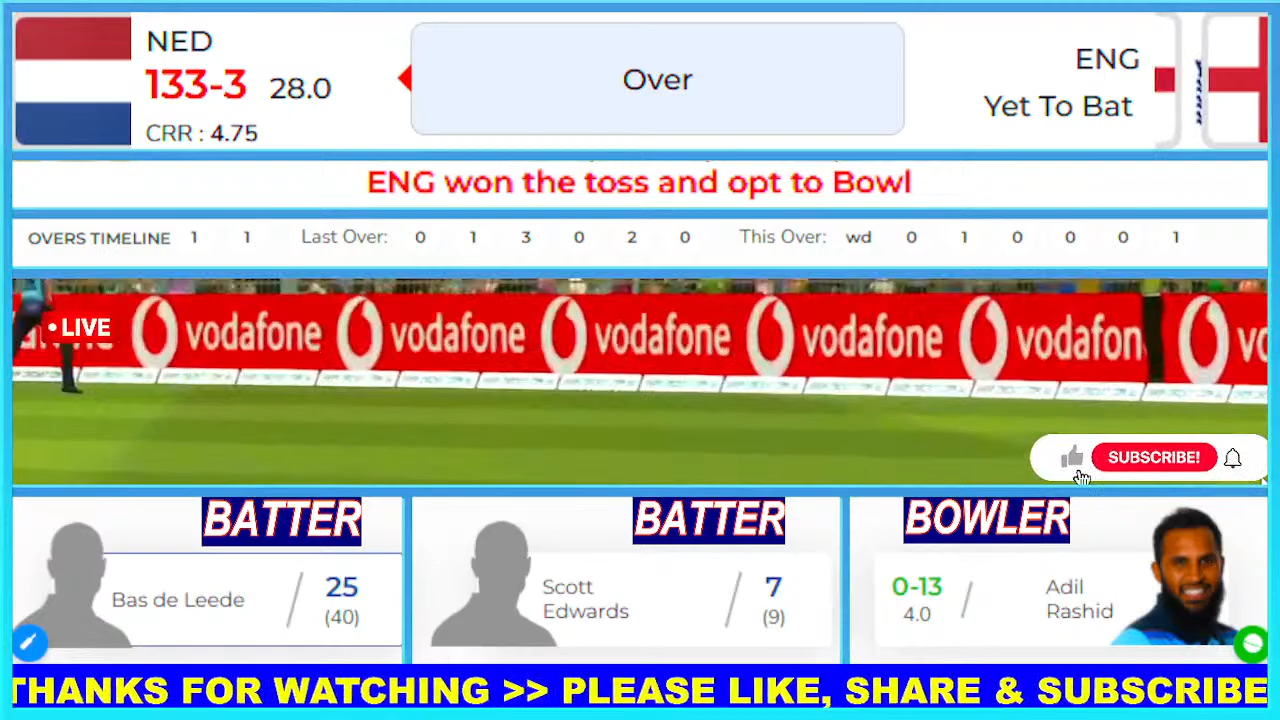 NED
133-3 28.0
CRR : 4.75
Over
ENG
Yet To Bat
ENG won the toss and opt to Bowl
OVERS TIMELINE 1 1 Last Over: 0 1 3 0 2 0 This Over: wd 0 1 0 0 0 1
• LIVE
vodafone vodafone vodafone vodafone vodafon
SUBSCRIBE!
BATTER
Bas de Leede
25
(40)
BATTER
Scott
Edwards
7
(9)
BOWLER
0-13
4.0
Adil
Rashid
THANKS FOR WATCHING >> PLEASE LIKE, SHARE & SUBSCRIBE